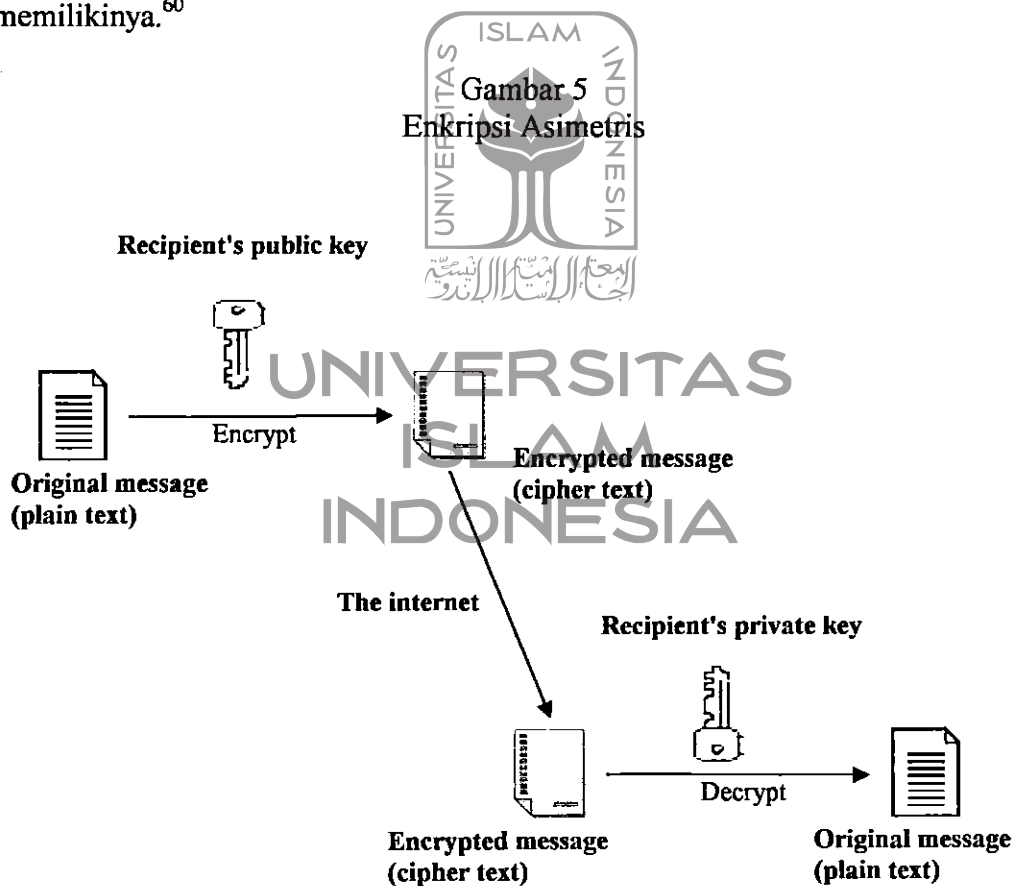 memilikinya.60
ISLAM
UNIVERSITAS
INDONESIA
Gambar 5
Enkripsi Asimetris
Recipient's public key
UNIVERSITAS
ISLAM
INDONESIA
Encrypt
Original message
(plain text)
Encrypted message
(cipher text)
The internet
Recipient's private key
Decrypt
Encrypted message
(cipher text)
Original message
(plain text)